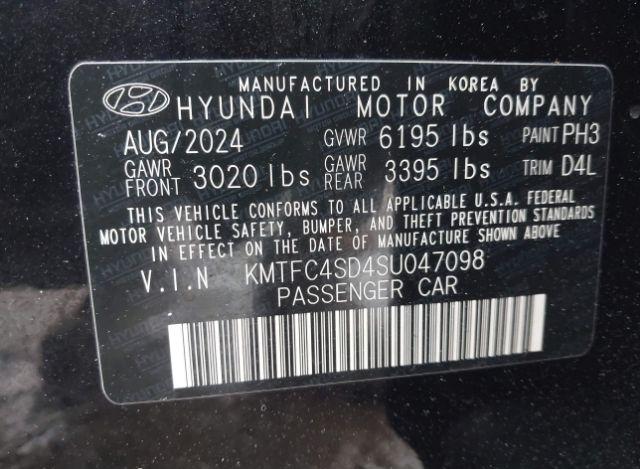 MANUFACTURED IN KOREA BY
HYUNDAI MOTOR COMPANY
AUG/2024 GVWR 6195 lbs PAINT PH3
GAWR FRONT 3020 lbs GAWR REAR 3395 lbs TRIM D4L
THIS VEHICLE CONFORMS TO ALL APPLICABLE U.S.A. FEDERAL
MOTOR VEHICLE SAFETY, BUMPER, AND THEFT PREVENTION STANDARDS
IN EFFECT ON THE DATE OF MANUFACTURE SHOWN ABOVE
V.I.N KMTFC4SD4SU047098
PASSENGER CAR